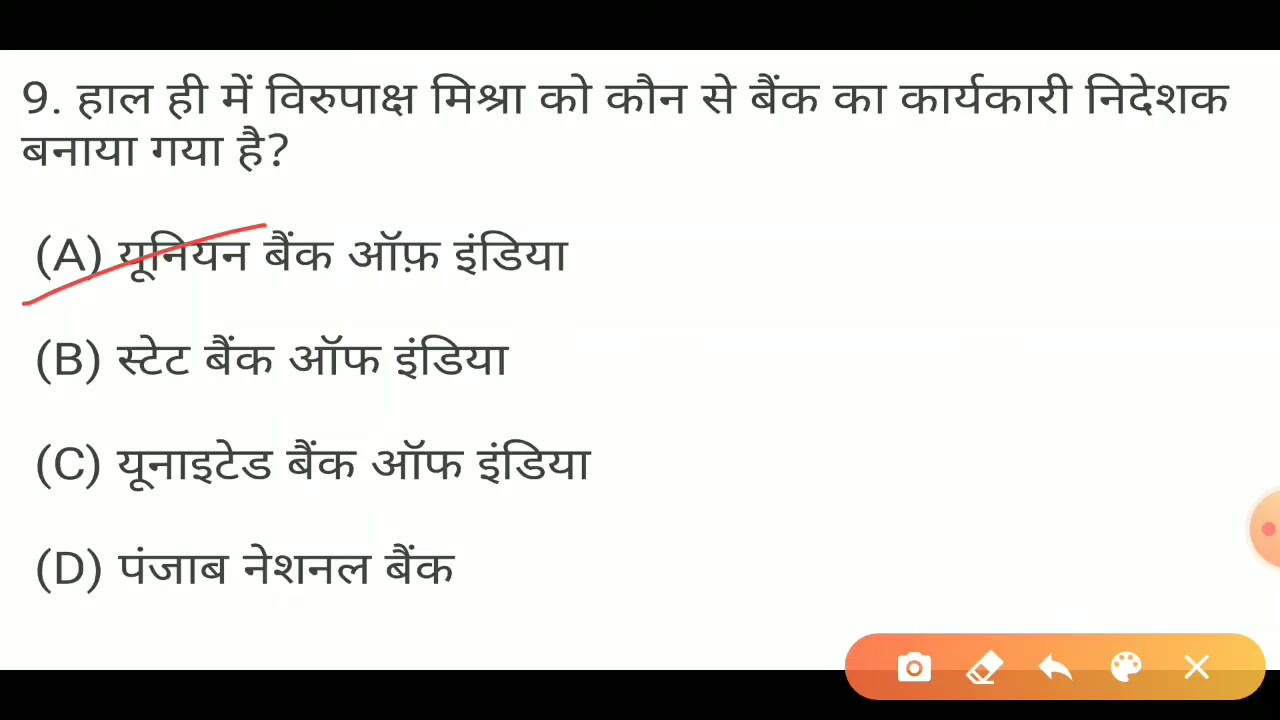 9. हाल ही में विरुपाक्ष मिश्रा को कौन से बैंक का कार्यकारी निदेशक
बनाया गया है?
(A) यूनियन बैंक ऑफ़ इंडिया
(B) स्टेट बैंक ऑफ इंडिया
(C) यूनाइटेड बैंक ऑफ इंडिया
(D) पंजाब नेशनल बैंक